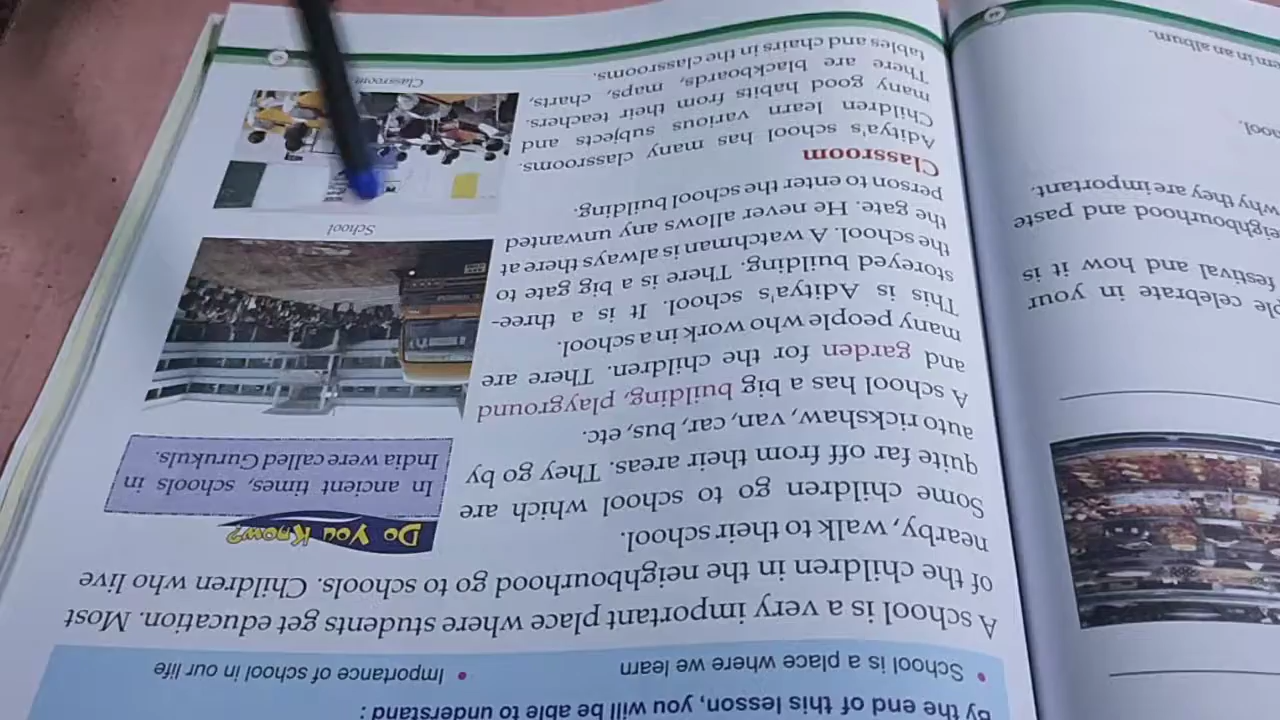 By the end of this lesson, you will be able to understand :
• School is a place where we learn
• Importance of school in our life
A school is a very important place where students get education. Most
of the children in the neighbourhood go to schools. Children who live
nearby, walk to their school.
Some children go to school which are
quite far off from their areas. They go by
auto rickshaw, van, car, bus, etc.
A school has a big building, playground
and garden for the children. There are
many people who work in a school.
This is Aditya's school. It is a three-
storeyed building. There is a big gate to
the school. A watchman is always there at
the gate. He never allows any unwanted
person to enter the school building.
Classroom
Aditya's school has many classrooms.
Children learn various subjects and
many good habits from their teachers.
There are blackboards, maps, charts,
tables and chairs in the classrooms.
Do You Know?
In ancient times, schools in
India were called Gurukuls.
School
Classroom
le celebrate in your
festival and how it is
eighbourhood and paste
why are they important.
ool.
em in an album.